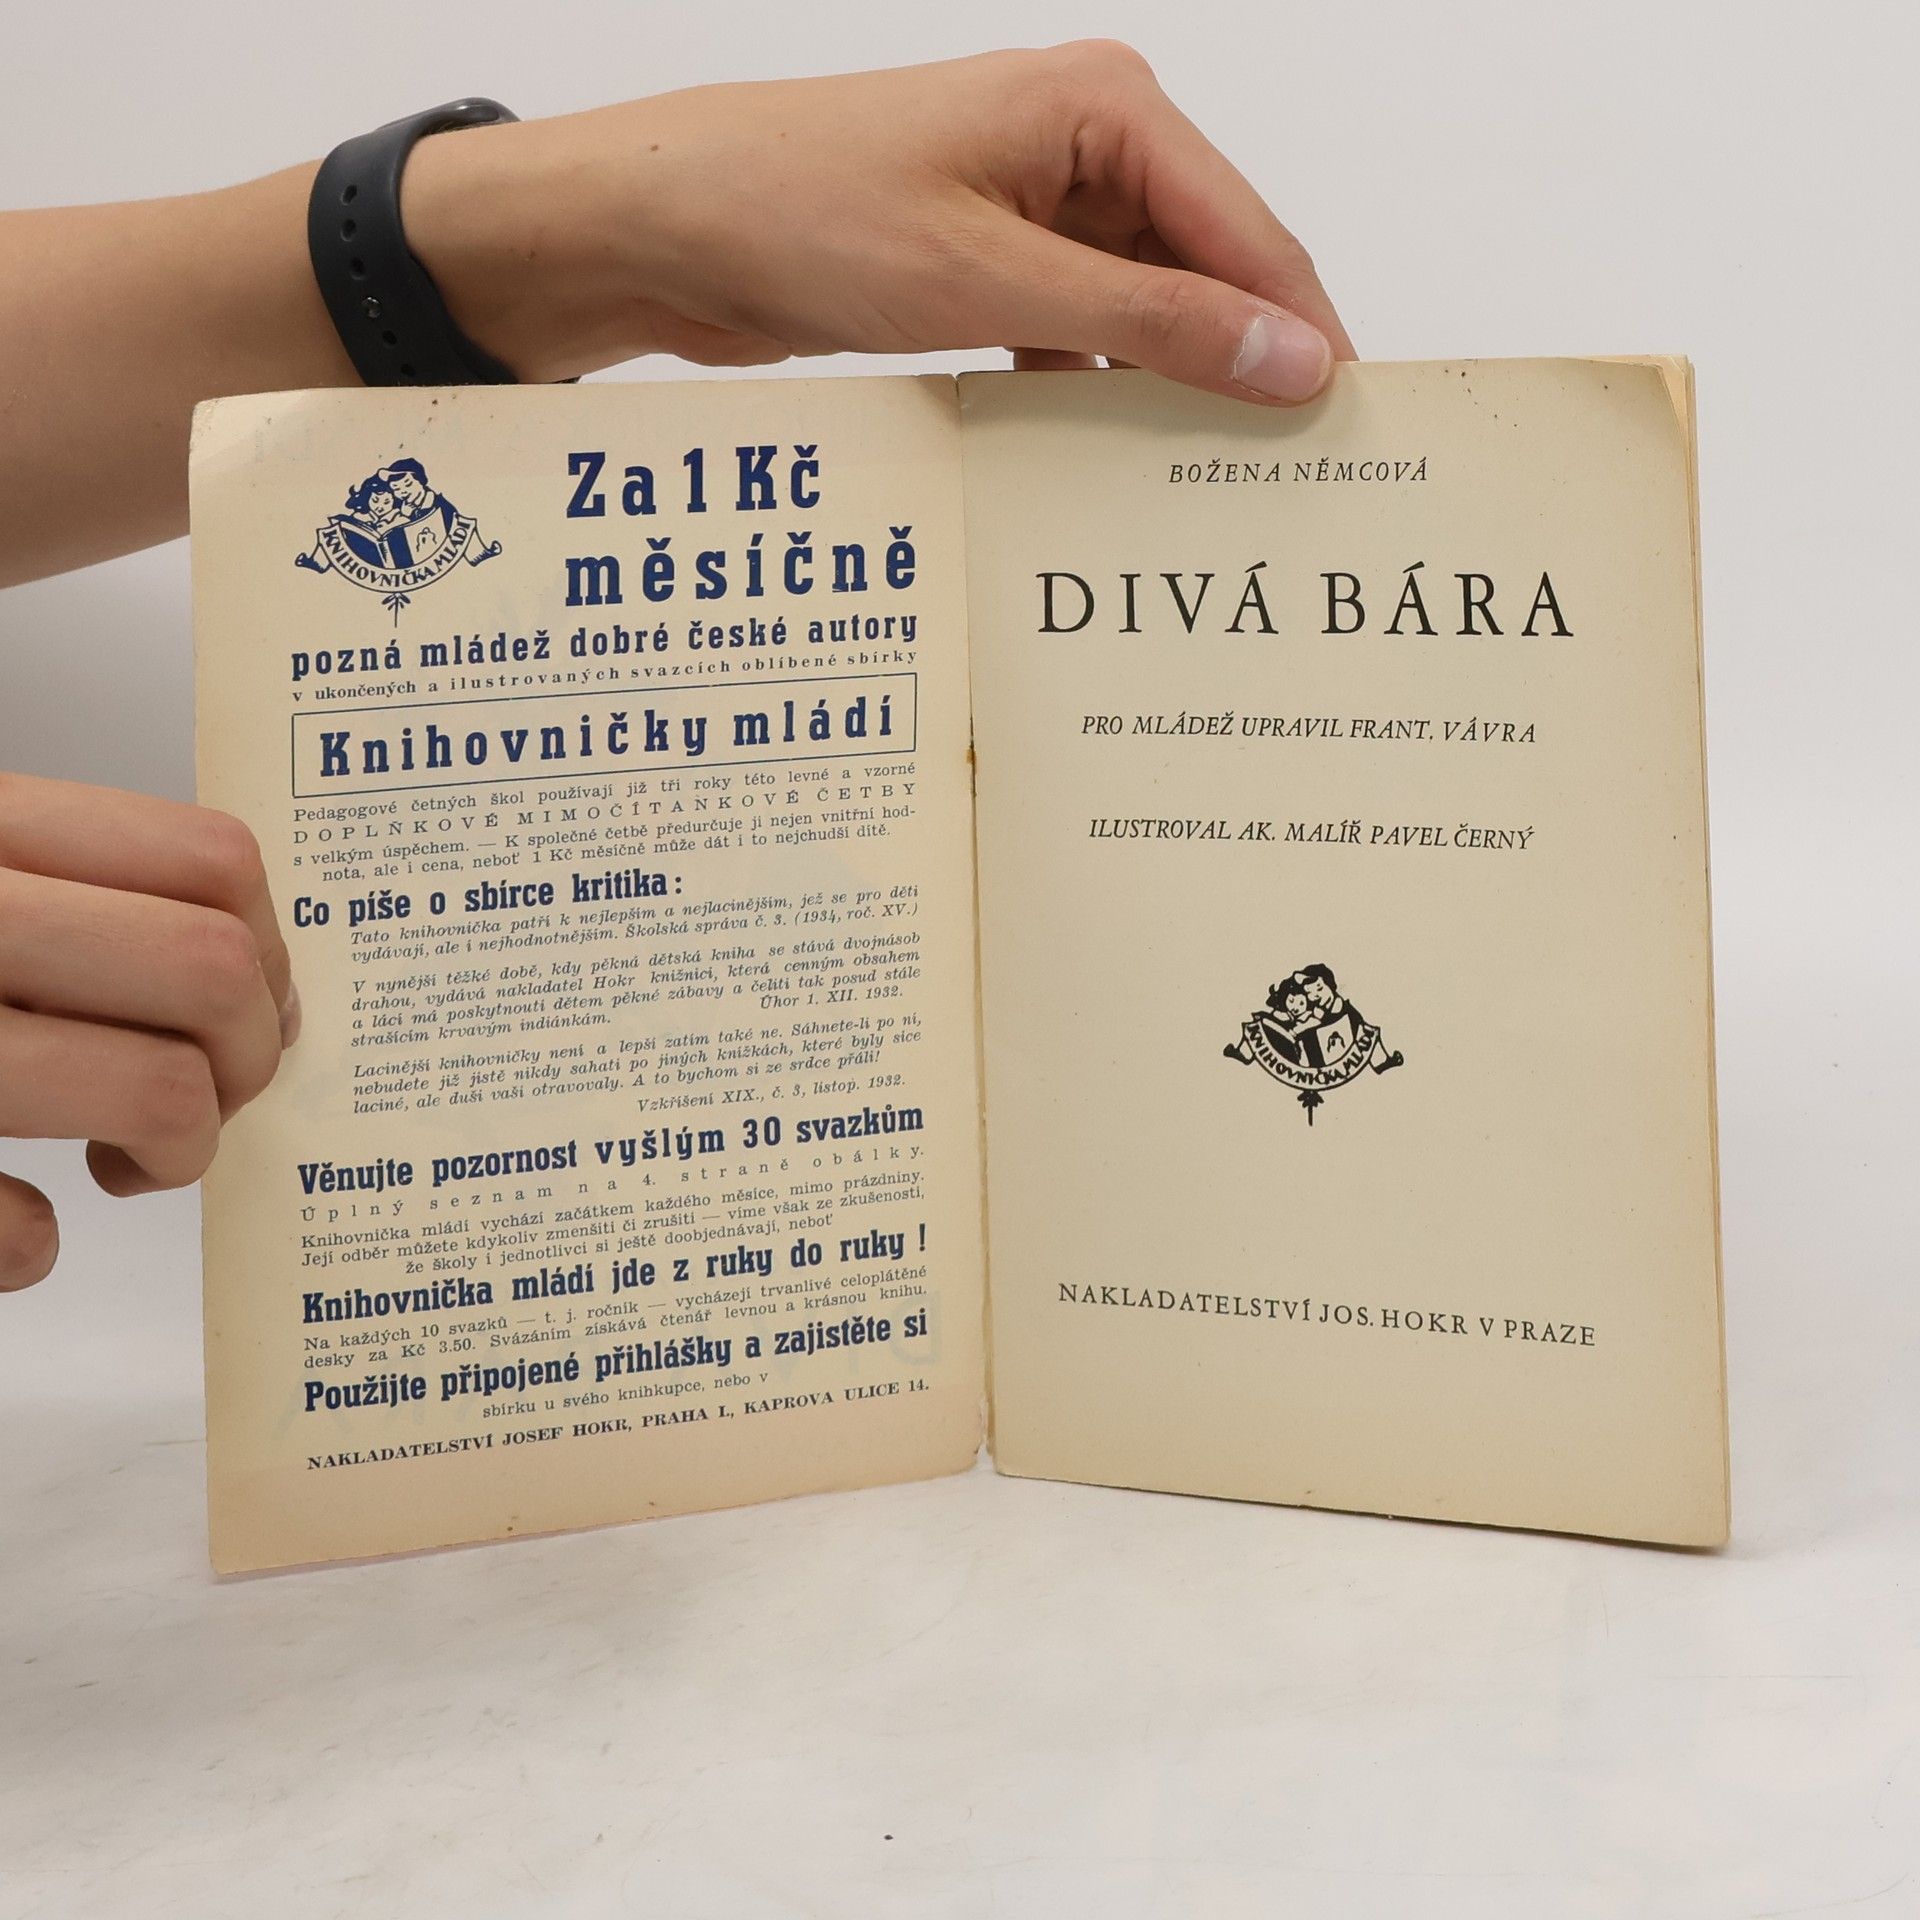 KNIHOVNIČKA MLÁDÍ
Za 1 Kč
měsíčně
pozná mládež dobré české autory
v ukončených a ilustrovaných svazcích oblíbené sbírky
Knihovničky mládí
Pedagogové četných škol používají již tři roky této levné a vzorné
DOPLŇKOVÉ MIMOČÍTANKOVÉ ČETBY
s velkým úspěchem. — K společné četbě předurčuje ji nejen vnitřní hod-
nota, ale i cena, neboť 1 Kč měsíčně může dát i to nejchudší dítě.
Co píše o sbírce kritika:
Tato knihovnička patří k nejlepším a nejlacinějším, jež se pro děti
vydávají, ale i nejhodnotnějším. Školská správa č. 3. (1934, roč. XV.)
V nynější těžké době, kdy pěkná dětská kniha se stává dvojnásob
drahou, vydává nakladatel Hokr knižnici, která cenným obsahem
a lácí má poskytnouti dětem pěkné zábavy a čeliti tak posud stále
strašícím krvavým indiánkám. Úhor 1. XII. 1932.
Lacinější knihovničky není a lepší zatím také ne. Sáhnete-li po ní,
nebudete již jistě nikdy sahati po jiných knížkách, které byly sice
laciné, ale duši vaši otravovaly. A to bychom si ze srdce přáli!
Vzkříšení XIX., č. 3, listop. 1932.
Věnujte pozornost vyšlým 30 svazkům
Úplný seznam na 4. straně obálky.
Knihovnička mládí vychází začátkem každého měsíce, mimo prázdniny.
Její odběr můžete kdykoliv zmenšiti či zrušiti — víme však ze zkušenosti,
že školy i jednotlivci si ještě doobjednávají, neboť
Knihovnička mládí jde z ruky do ruky!
Na každých 10 svazků — t. j. ročník — vycházejí trvanlivé celoplátěné
desky za Kč 3.50. Svázáním získává čtenář levnou a krásnou knihu.
Použijte připojené přihlášky a zajistěte si
sbírku u svého knihkupce, nebo v
NAKLADATELSTVÍ JOSEF HOKR, PRAHA I., KAPROVA ULICE 14.
BOŽENA NĚMCOVÁ
DIVÁ BÁRA
PRO MLÁDEŽ UPRAVIL FRANT. VÁVRA
ILUSTROVAL AK. MALÍŘ PAVEL ČERNÝ
KNIHOVNIČKA MLÁDÍ
NAKLADATELSTVÍ JOS. HOKR V PRAZE